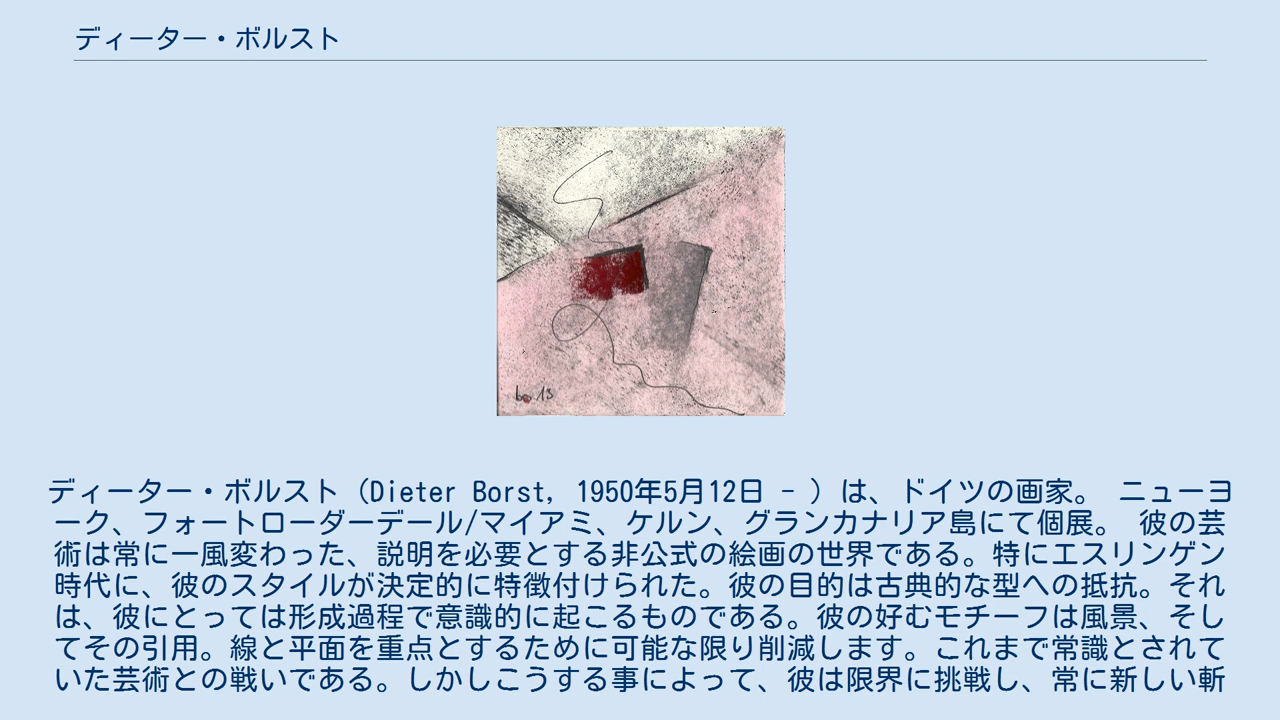 ディーター・ボルスト
bo.13
ディーター・ボルスト（Dieter Borst, 1950年5月12日 - ）は、ドイツの画家。 ニューヨ
ーク、フォートローダーデール/マイアミ、ケルン、グランカナリア島にて個展。 彼の芸
術は常に一風変わった、説明を必要とする非公式の絵画の世界である。特にエスリンゲン
時代に、彼のスタイルが決定的に特徴付けられた。彼の目的は古典的な型への抵抗。それ
は、彼にとっては形成過程で意識的に起こるものである。彼の好むモチーフは風景、そし
てその引用。線と平面を重点とするために可能な限り削減します。これまで常識とされて
いた芸術との戦いである。しかしこうする事によって、彼は限界に挑戦し、常に新しい斬